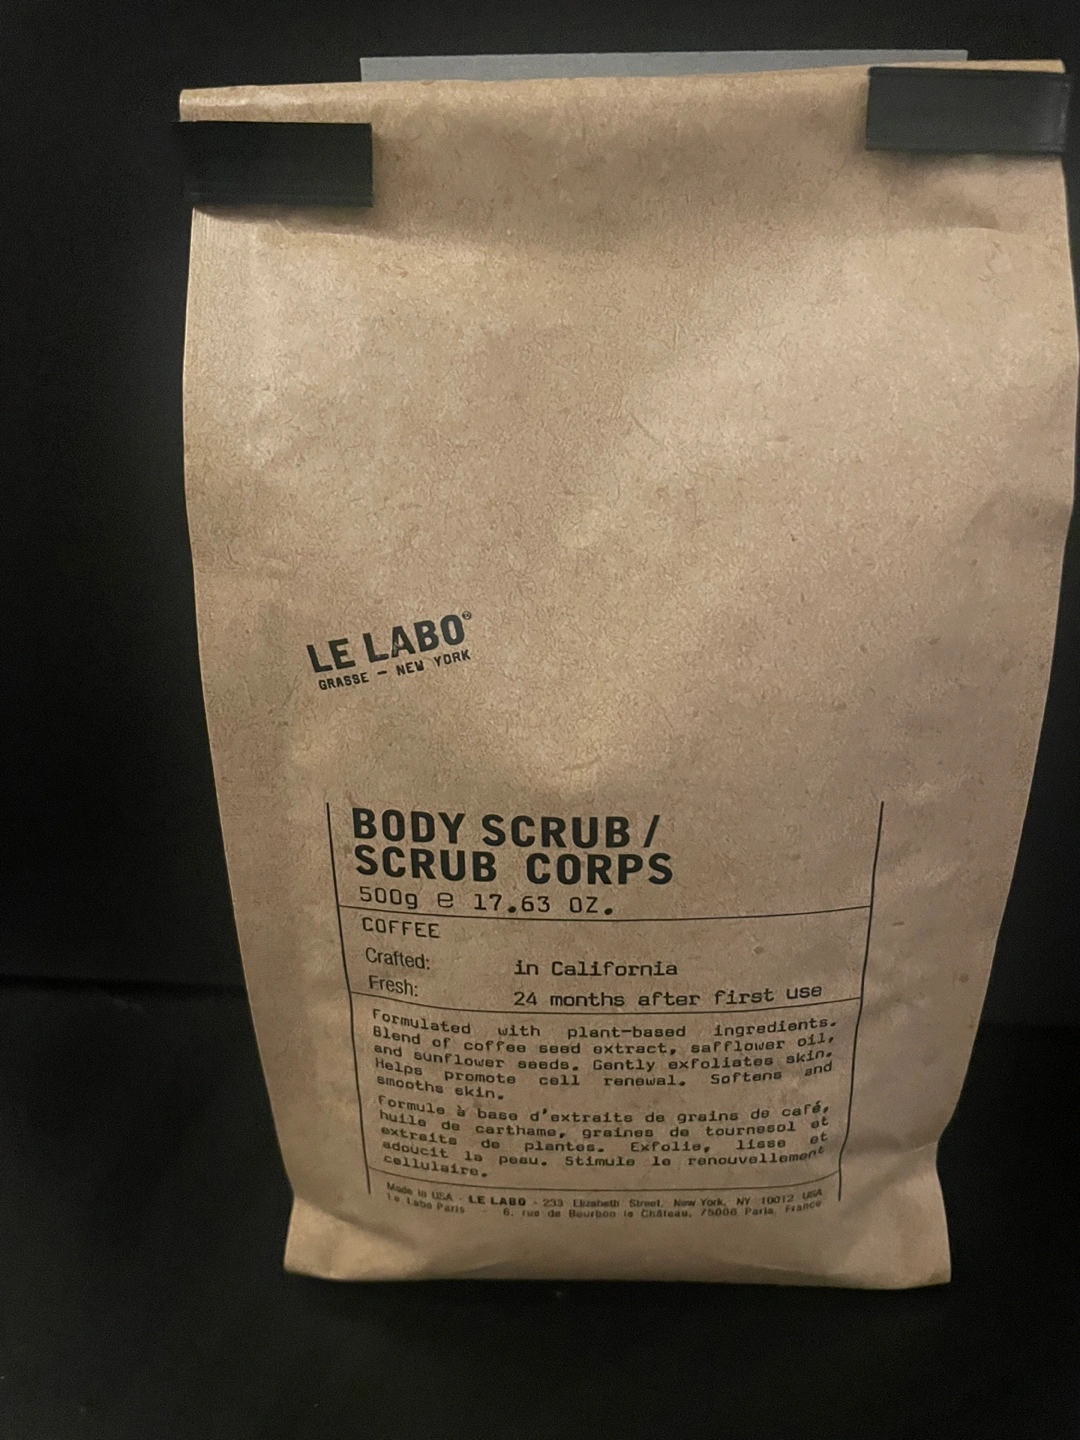 LE LABO®
GRASSE — NEW YORK
BODY SCRUB/
SCRUB CORPS
500g ℮ 17.63 OZ.
COFFEE
Crafted: in California
Fresh: 24 months after first use
Formulated with plant-based ingredients.
Blend of coffee seed extract, safflower oil,
and sunflower seeds. Gently exfoliates skin.
Helps promote cell renewal. Softens and
smooths skin.
Formule à base d'extraits de grains de café,
huile de carthame, graines de tournesol et
extraits de plantes. Exfolie, lisse et
adoucit la peau. Stimule le renouvellement
cellulaire.
Made in USA - LE LABO - 233 Elizabeth Street, New York, NY 10012 USA
Le Labo Paris - 6, rue de Bourbon le Château, 75006 Paris, France